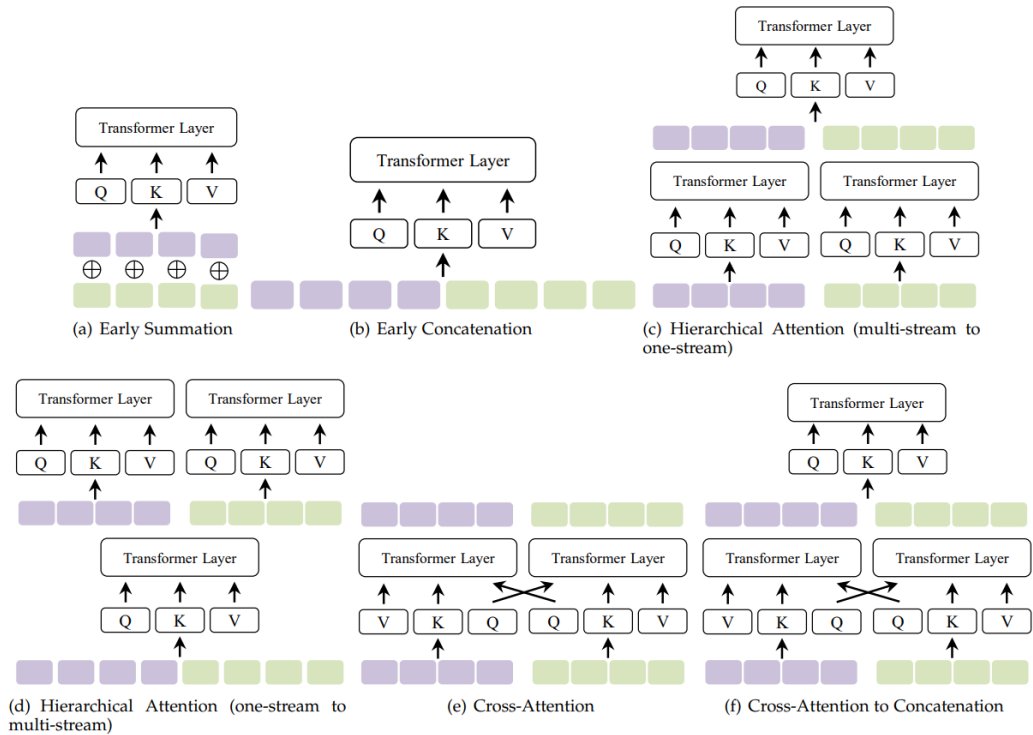 Transformer Layer
Q K V
(a) Early Summation
Transformer Layer
Q K V
(b) Early Concatenation
Transformer Layer
Q K V
Transformer Layer Transformer Layer
Q K V Q K V
(c) Hierarchical Attention (multi-stream to
one-stream)
Transformer Layer Transformer Layer
Q K V Q K V
Transformer Layer
Q K V
(d) Hierarchical Attention (one-stream to
multi-stream)
Transformer Layer Transformer Layer
V K Q Q K V
(e) Cross-Attention
Transformer Layer
Q K V
Transformer Layer Transformer Layer
V K Q Q K V
(f) Cross-Attention to Concatenation